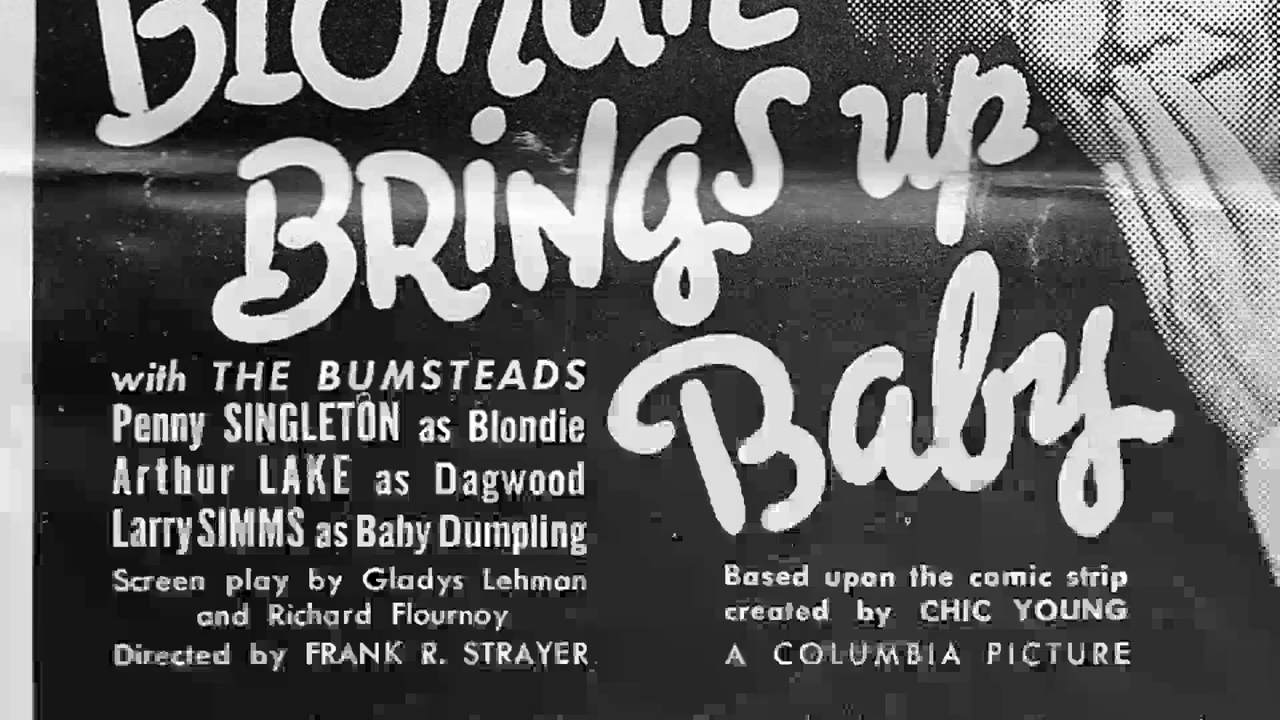 Blondie
BRiNgS up
Baby
with THE BUMSTEADS
Penny SINGLETON as Blondie
Arthur LAKE as Dagwood
Larry SIMMS as Baby Dumpling
Screen play by Gladys Lehman
and Richard Flournoy
Directed by FRANK R. STRAYER
Based upon the comic strip
created by CHIC YOUNG
A COLUMBIA PICTURE